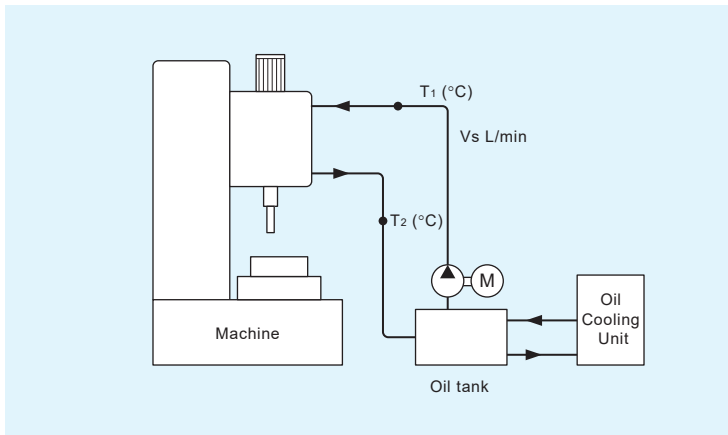 T1 (°C)
Vs L/min
T2 (°C)
M
Oil
Cooling
Unit
Machine
Oil tank